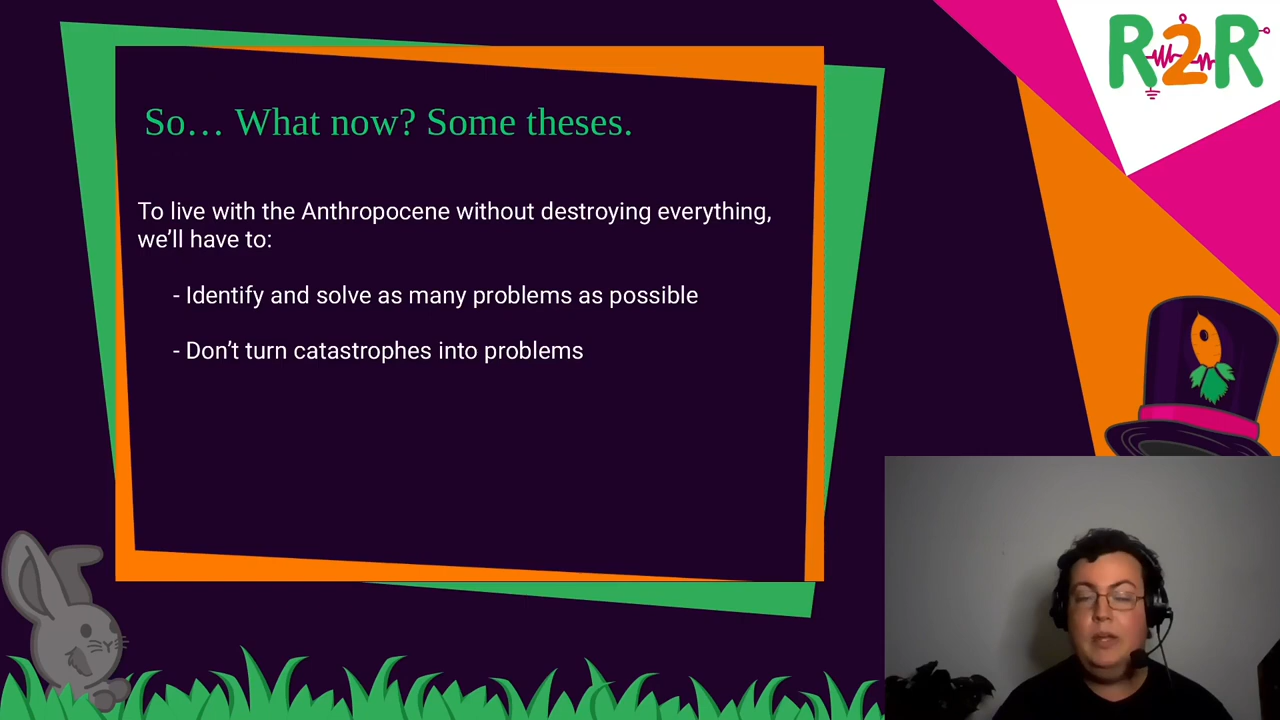 R2R
So… What now? Some theses.
To live with the Anthropocene without destroying everything,
we’ll have to:
- Identify and solve as many problems as possible
- Don’t turn catastrophes into problems